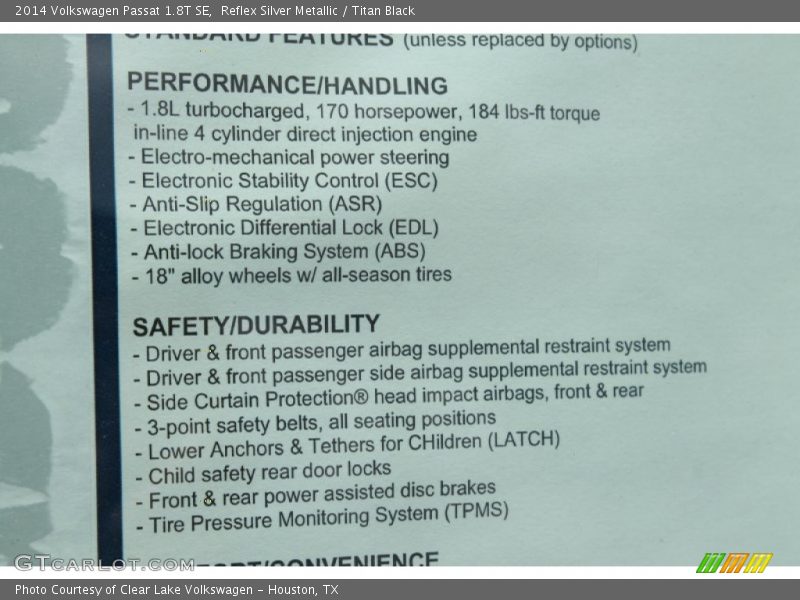 2014 Volkswagen Passat 1.8T SE, Reflex Silver Metallic / Titan Black
STANDARD FEATURES (unless replaced by options)
PERFORMANCE/HANDLING
- 1.8L turbocharged, 170 horsepower, 184 lbs-ft torque
in-line 4 cylinder direct injection engine
- Electro-mechanical power steering
- Electronic Stability Control (ESC)
- Anti-Slip Regulation (ASR)
- Electronic Differential Lock (EDL)
- Anti-lock Braking System (ABS)
- 18" alloy wheels w/ all-season tires
SAFETY/DURABILITY
- Driver & front passenger airbag supplemental restraint system
- Driver & front passenger side airbag supplemental restraint system
- Side Curtain Protection® head impact airbags, front & rear
- 3-point safety belts, all seating positions
- Lower Anchors & Tethers for CHildren (LATCH)
- Child safety rear door locks
- Front & rear power assisted disc brakes
- Tire Pressure Monitoring System (TPMS)
/CONVENIENCE
GTCARLOT.COM
Photo Courtesy of Clear Lake Volkswagen - Houston, TX